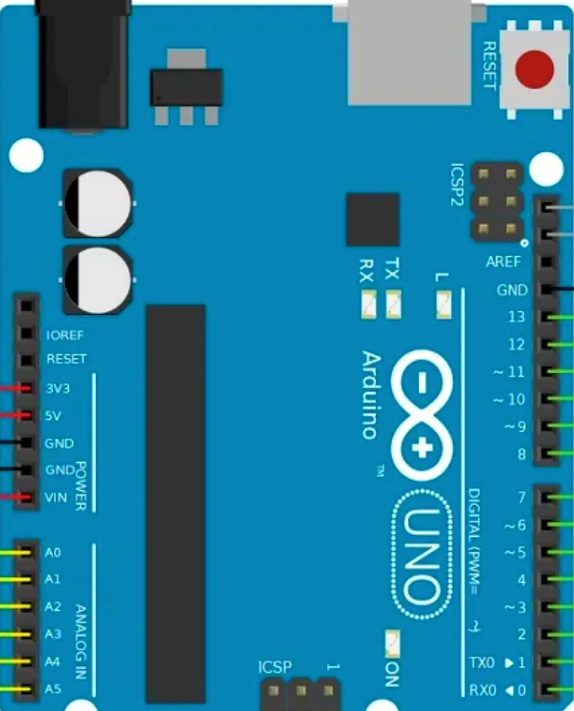 RESET
ICSP2
AREF
GND
13
12
~ 11
~ 10
~ 9
8
7
~ 6
~ 5
4
~ 3
2
TX0 ▶ 1
RX0 ◀ 0
RX
TX
L
Arduino
™
UNO
DIGITAL (PWM= ~)
ON
ICSP
1
IOREF
RESET
3V3
5V
GND
GND
VIN
POWER
A0
A1
A2
A3
A4
A5
ANALOG IN